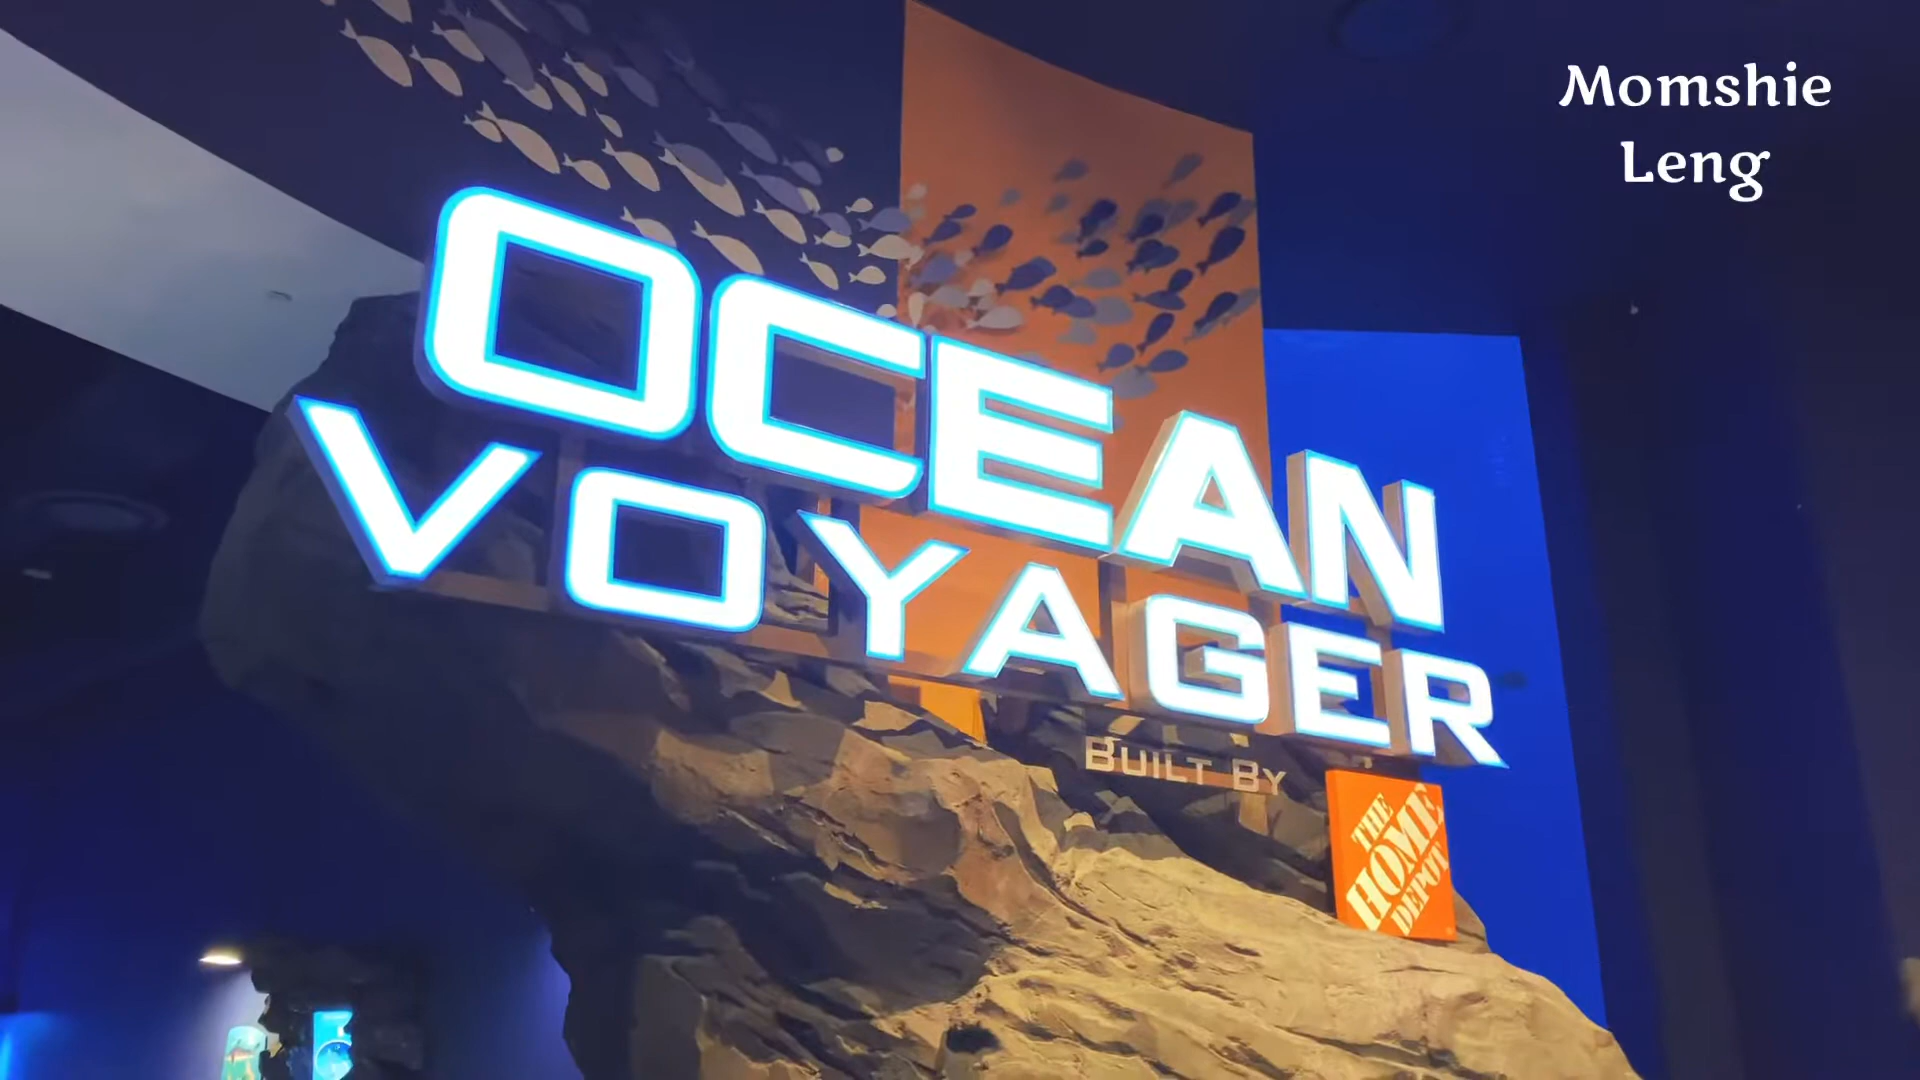 Momshie
Leng
OCEAN
VOYAGER
BUILT BY
THE
HOME
DEPOT